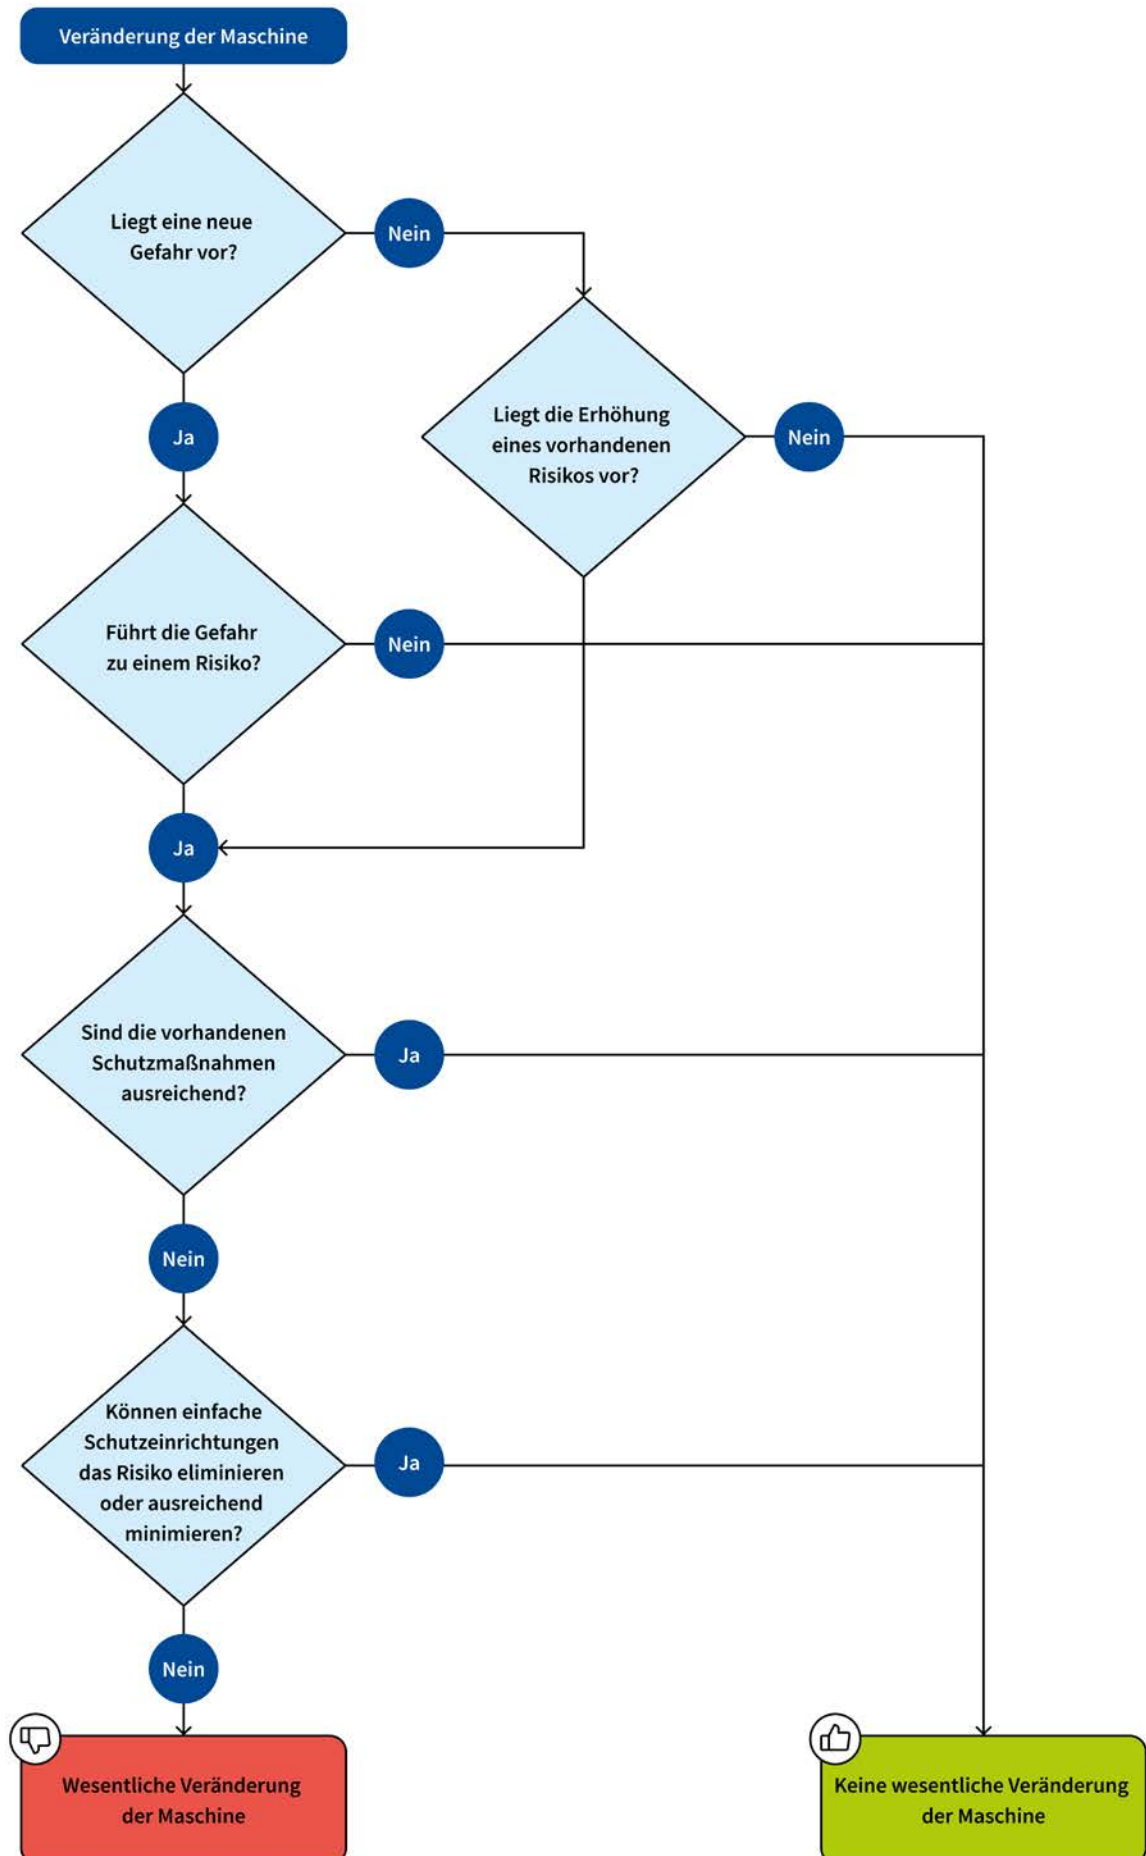 Veränderung der Maschine
Liegt eine neue
Gefahr vor?
Nein
Liegt die Erhöhung
eines vorhandenen
Risikos vor?
Nein
Ja
Führt die Gefahr
zu einem Risiko?
Nein
Ja
Sind die vorhandenen
Schutzmaßnahmen
ausreichend?
Ja
Nein
Können einfache
Schutzeinrichtungen
das Risiko eliminieren
oder ausreichend
minimieren?
Ja
Nein
Wesentliche Veränderung
der Maschine
Keine wesentliche Veränderung
der Maschine